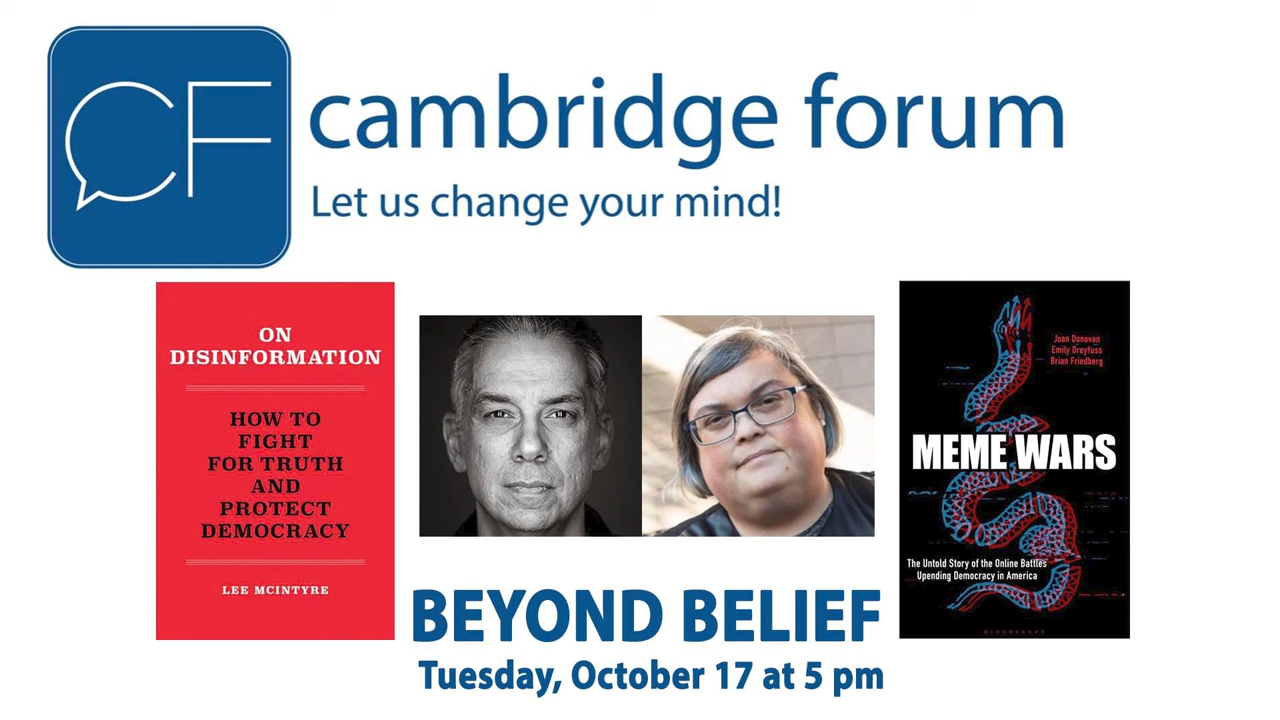 CF
cambridge forum
Let us change your mind!
ON
DISINFORMATION
HOW TO
FIGHT
FOR TRUTH
AND
PROTECT
DEMOCRACY
LEE MCINTYRE
Joan Donovan
Emily Dreyfuss
Brian Friedberg
MEME WARS
The Untold Story of the Online Battles
Upending Democracy in America
BLOOMSBURY
BEYOND BELIEF
Tuesday, October 17 at 5 pm